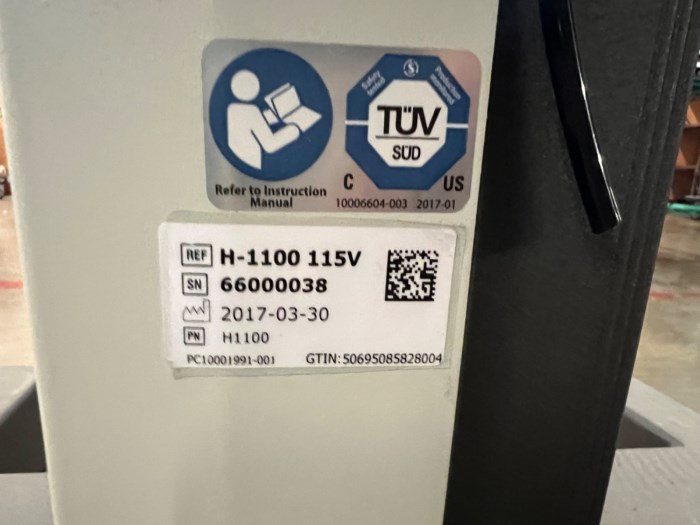 Safety tested
Production monitored
TÜV
SÜD
C US
Refer to Instruction
Manual
10006604-003 2017-01
REF H-1100 115V
SN 66000038
2017-03-30
PN H1100
PC10001991-001 GTIN: 50695085828004